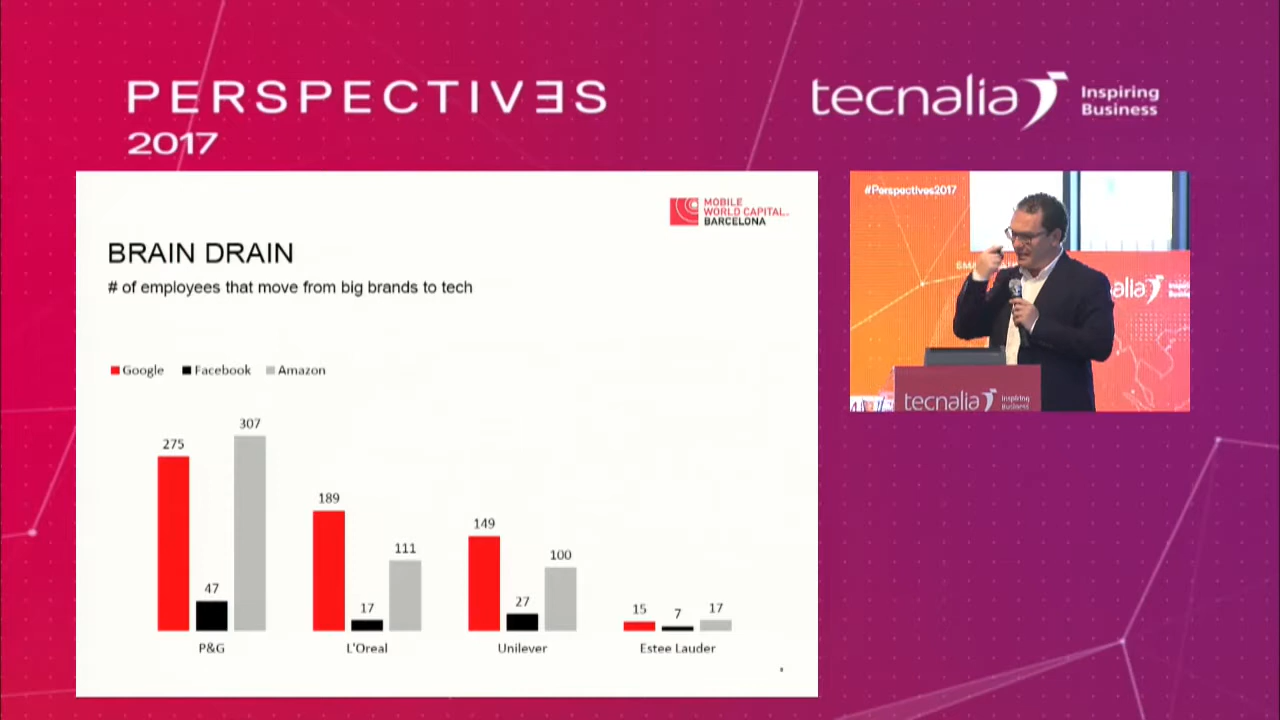 PERSPECTIVƎS
2017
tecnalia Inspiring
Business
MOBILE
WORLD CAPITAL.
BARCELONA
BRAIN DRAIN
# of employees that move from big brands to tech
Google Facebook Amazon
275 47 307
189 17 111
149 27 100
15 7 17
P&G L'Oreal Unilever Estee Lauder
#Perspectives2017
tecnalia Inspiring
Business